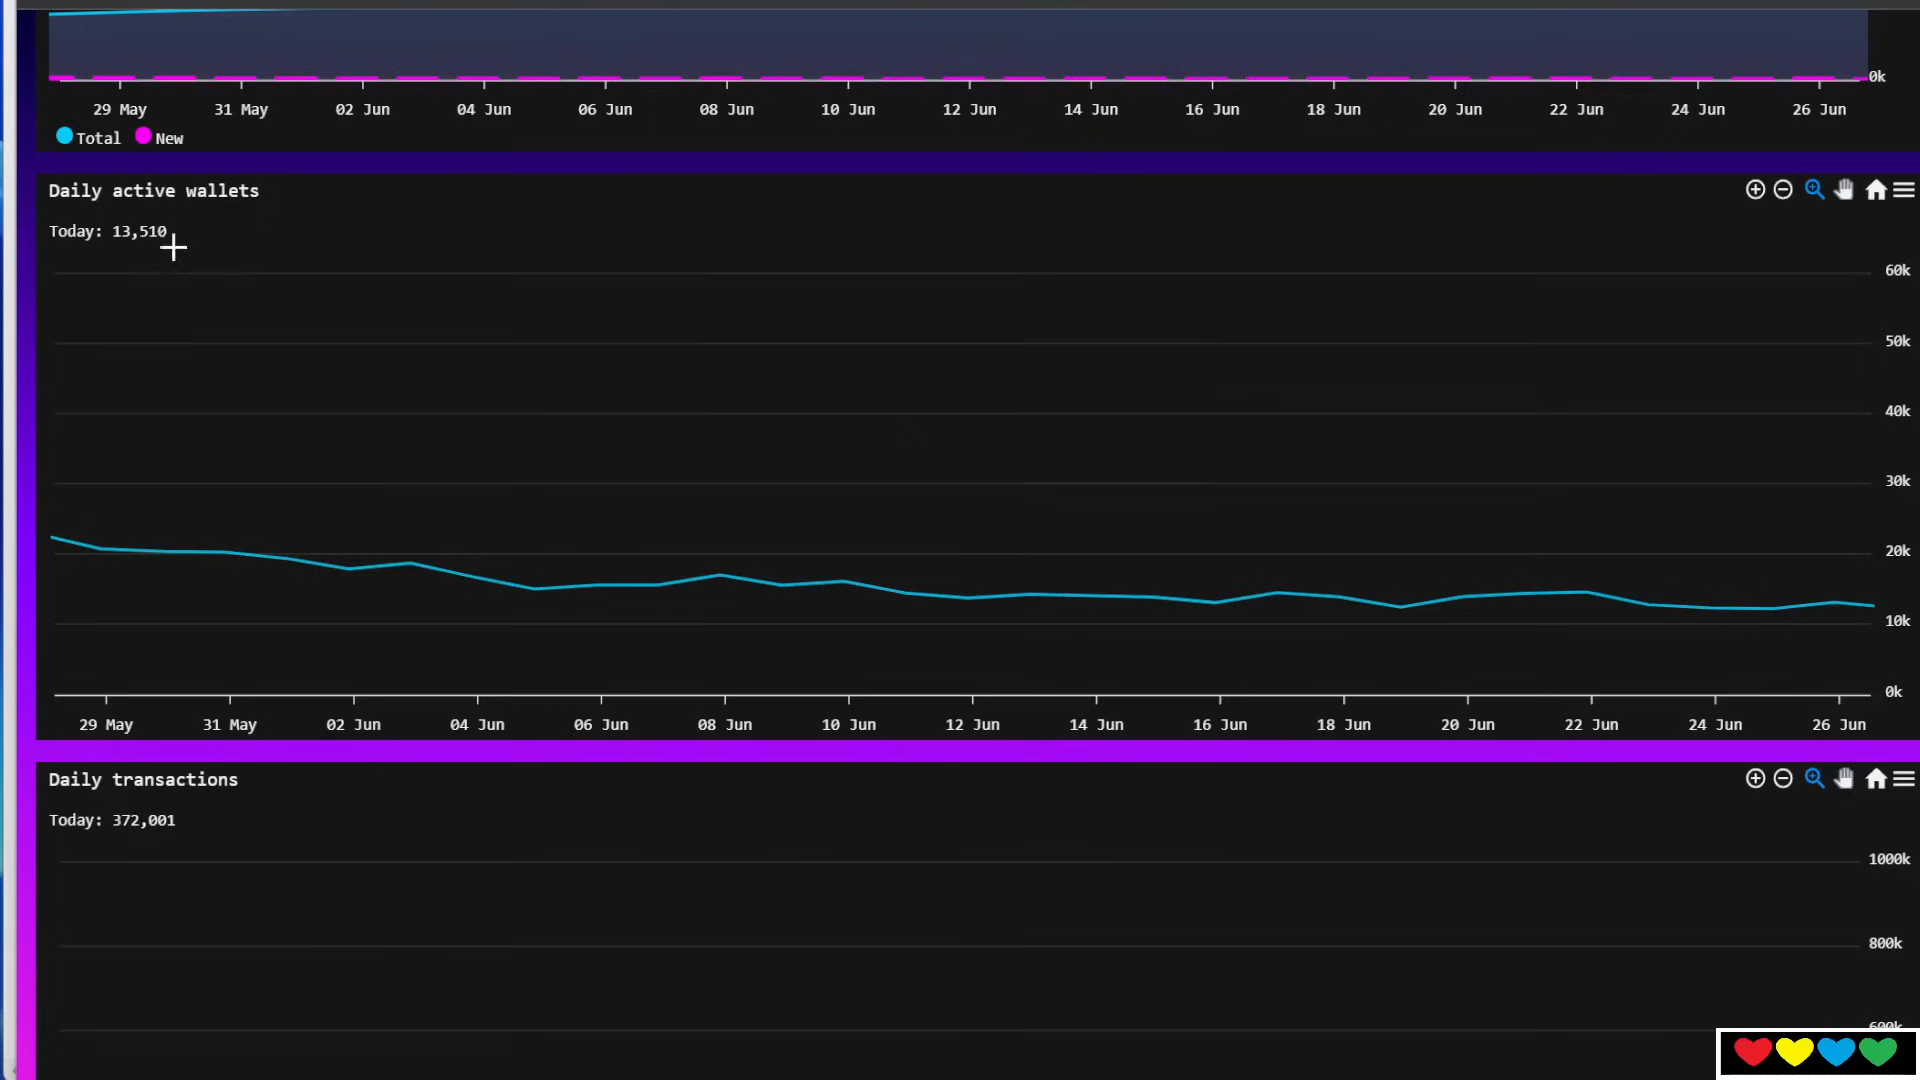 0k
29 May 31 May 02 Jun 04 Jun 06 Jun 08 Jun 10 Jun 12 Jun 14 Jun 16 Jun 18 Jun 20 Jun 22 Jun 24 Jun 26 Jun
Total New
Daily active wallets
Today: 13,510
60k
50k
40k
30k
20k
10k
0k
29 May 31 May 02 Jun 04 Jun 06 Jun 08 Jun 10 Jun 12 Jun 14 Jun 16 Jun 18 Jun 20 Jun 22 Jun 24 Jun 26 Jun
Daily transactions
Today: 372,001
1000k
800k
600k